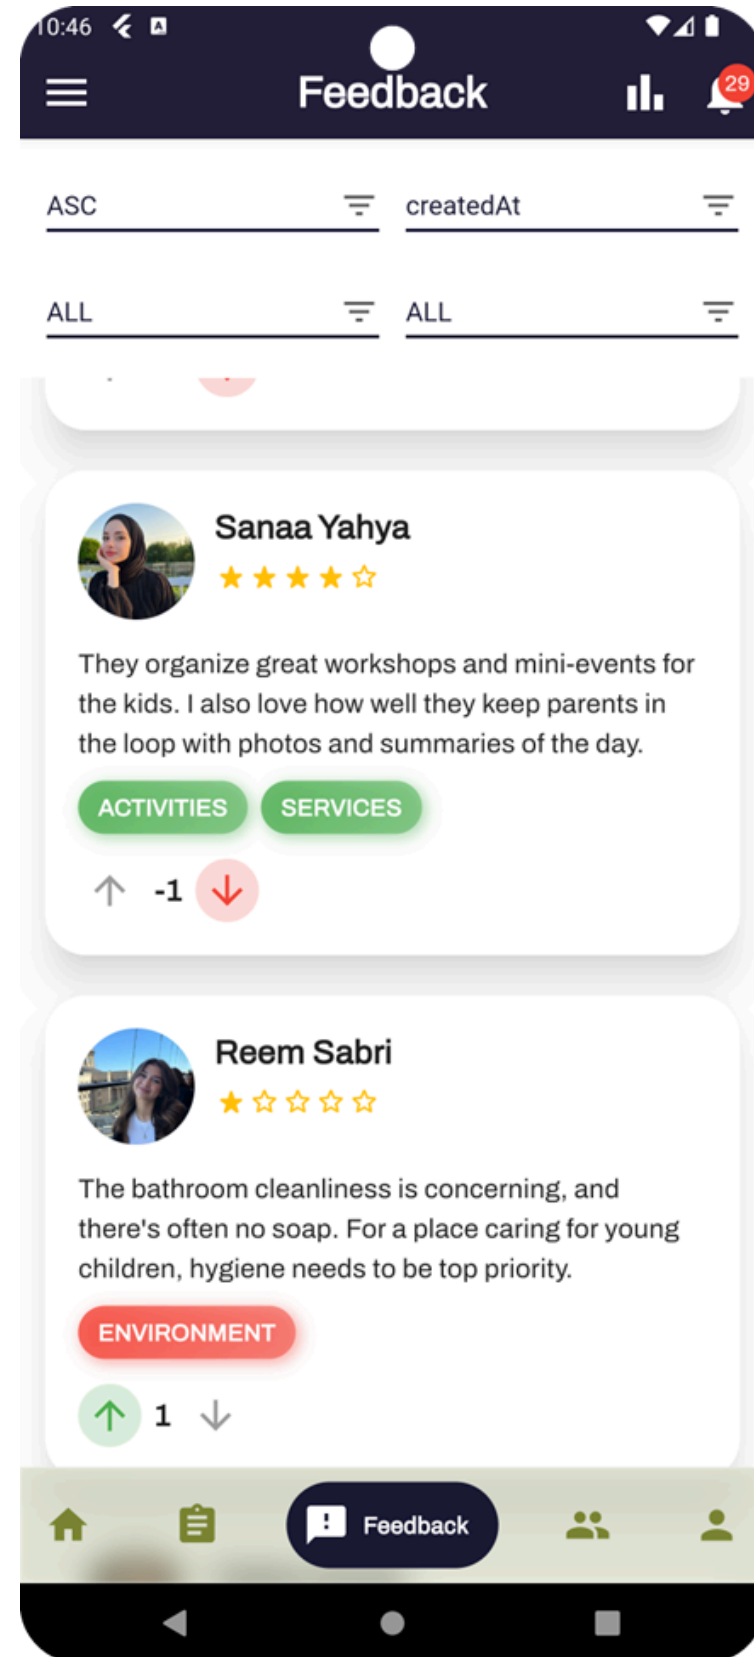 10:46
Feedback
29
ASC
createdAt
ALL
ALL
Sanaa Yahya
They organize great workshops and mini-events for
the kids. I also love how well they keep parents in
the loop with photos and summaries of the day.
ACTIVITIES SERVICES
-1
Reem Sabri
The bathroom cleanliness is concerning, and
there's often no soap. For a place caring for young
children, hygiene needs to be top priority.
ENVIRONMENT
1
Feedback